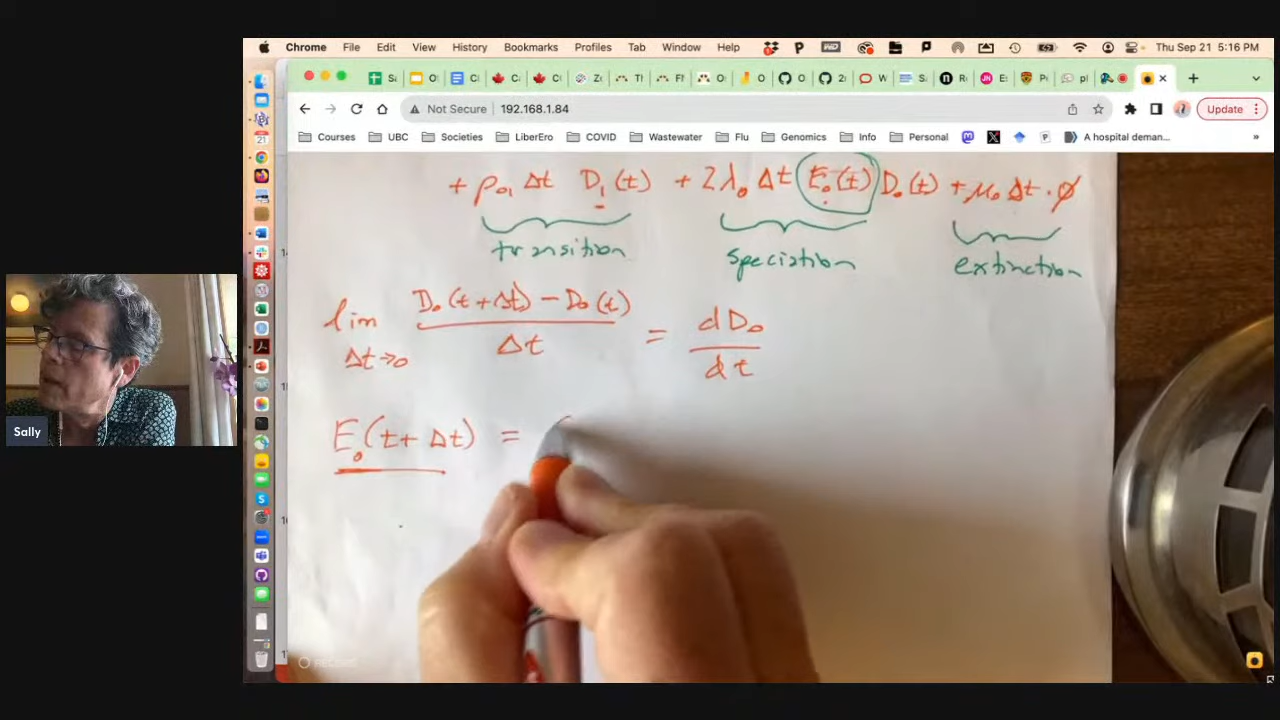 Chrome File Edit View History Bookmarks Profiles Tab Window Help Thu Sep 21 5:16 PM
Not Secure 192.168.1.84 Update
Courses UBC Societies LiberEro COVID Wastewater Flu Genomics Info Personal A hospital deman...
+ ρ₀₁ Δt D₁(t) + 2λ₀ Δt E₀(t) D₀(t) + μ₀ Δt · ∅
transition speciation extinction
lim D₀(t+Δt) − D₀(t) = dD₀
Δt→0 Δt dt
E₀(t+Δt) = (
Sally
RECORD